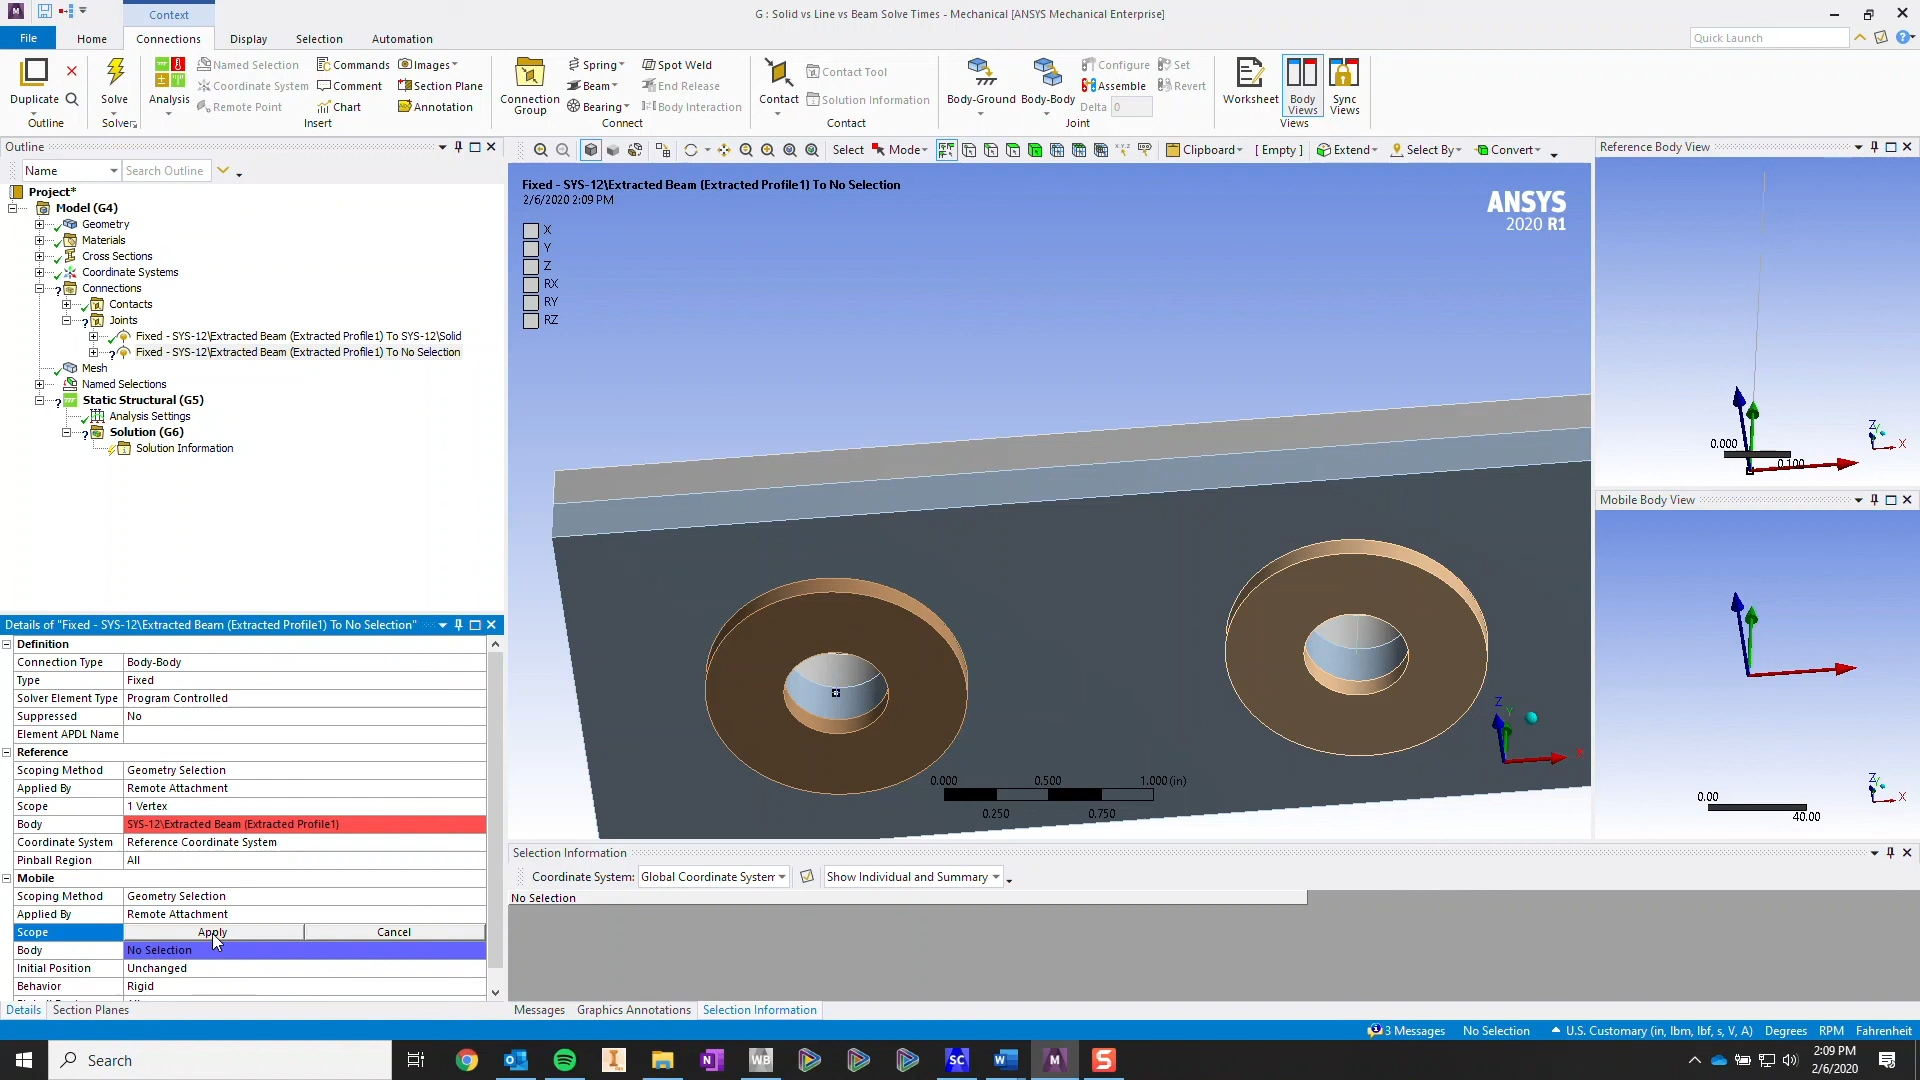 Context
G : Solid vs Line vs Beam Solve Times - Mechanical [ANSYS Mechanical Enterprise]
File Home Connections Display Selection Automation
Quick Launch
Duplicate
Outline
Solve
Solver
Analysis
Named Selection
Coordinate System
Remote Point
Commands
Comment
Chart
Images
Section Plane
Annotation
Insert
Connection Group
Spring
Beam
Bearing
Spot Weld
End Release
Body Interaction
Connect
Contact
Contact Tool
Solution Information
Contact
Body-Ground Body-Body
Configure
Assemble
Delta 0
Set
Revert
Joint
Worksheet
Body Views
Sync Views
Views
Outline
Name Search Outline
Project*
Model (G4)
Geometry
Materials
Cross Sections
Coordinate Systems
Connections
Contacts
Joints
Fixed - SYS-12\Extracted Beam (Extracted Profile1) To SYS-12\Solid
Fixed - SYS-12\Extracted Beam (Extracted Profile1) To No Selection
Mesh
Named Selections
Static Structural (G5)
Analysis Settings
Solution (G6)
Solution Information
Select Mode Clipboard [ Empty ] Extend Select By Convert
Fixed - SYS-12\Extracted Beam (Extracted Profile1) To No Selection
2/6/2020 2:09 PM
X
Y
Z
RX
RY
RZ
ANSYS
2020 R1
0.000 0.500 1.000 (in)
0.250 0.750
Z
Y
X
Reference Body View
0.000
0.100
Z
X
Mobile Body View
0.00
40.00
Z
X
Details of "Fixed - SYS-12\Extracted Beam (Extracted Profile1) To No Selection"
Definition
Connection Type Body-Body
Type Fixed
Solver Element Type Program Controlled
Suppressed No
Element APDL Name
Reference
Scoping Method Geometry Selection
Applied By Remote Attachment
Scope 1 Vertex
Body SYS-12\Extracted Beam (Extracted Profile1)
Coordinate System Reference Coordinate System
Pinball Region All
Mobile
Scoping Method Geometry Selection
Applied By Remote Attachment
Scope Apply Cancel
Body No Selection
Initial Position Unchanged
Behavior Rigid
Details Section Planes
Selection Information
Coordinate System: Global Coordinate System Show Individual and Summary
No Selection
Messages Graphics Annotations Selection Information
3 Messages No Selection U.S. Customary (in, lbm, lbf, s, V, A) Degrees RPM Fahrenheit
Search
2:09 PM
2/6/2020